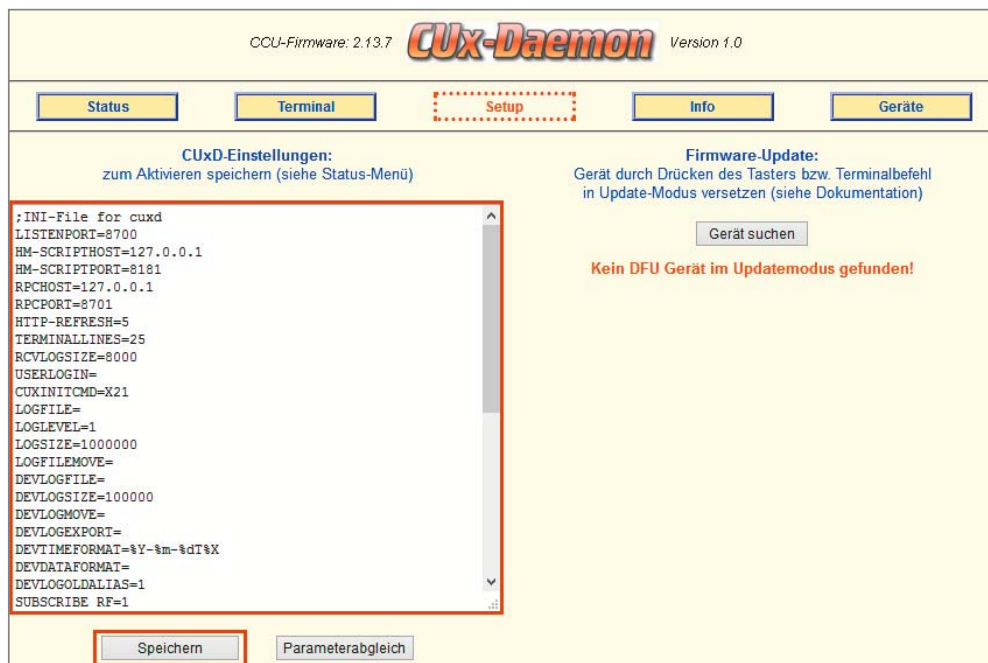 CCU-Firmware: 2.13.7 CUx-Daemon Version 1.0
Status Terminal Setup Info Geräte
CUxD-Einstellungen:
zum Aktivieren speichern (siehe Status-Menü)
;INI-File for cuxd
LISTENPORT=8700
HM-SCRIPTHOST=127.0.0.1
HM-SCRIPTPORT=8181
RPCHOST=127.0.0.1
RPCPORT=8701
HTTP-REFRESH=5
TERMINALLINES=25
RCVLOGSIZE=8000
USERLOGIN=
CUXINITCMD=X21
LOGFILE=
LOGLEVEL=1
LOGSIZE=1000000
LOGFILEMOVE=
DEVLOGFILE=
DEVLOGSIZE=100000
DEVLOGMOVE=
DEVLOGEXPORT=
DEVTIMEFORMAT=%Y-%m-%dT%X
DEVDATAFORMAT=
DEVLOGOLDALIAS=1
SUBSCRIBE_RF=1
Speichern Parameterabgleich
Firmware-Update:
Gerät durch Drücken des Tasters bzw. Terminalbefehl
in Update-Modus versetzen (siehe Dokumentation)
Gerät suchen
Kein DFU Gerät im Updatemodus gefunden!